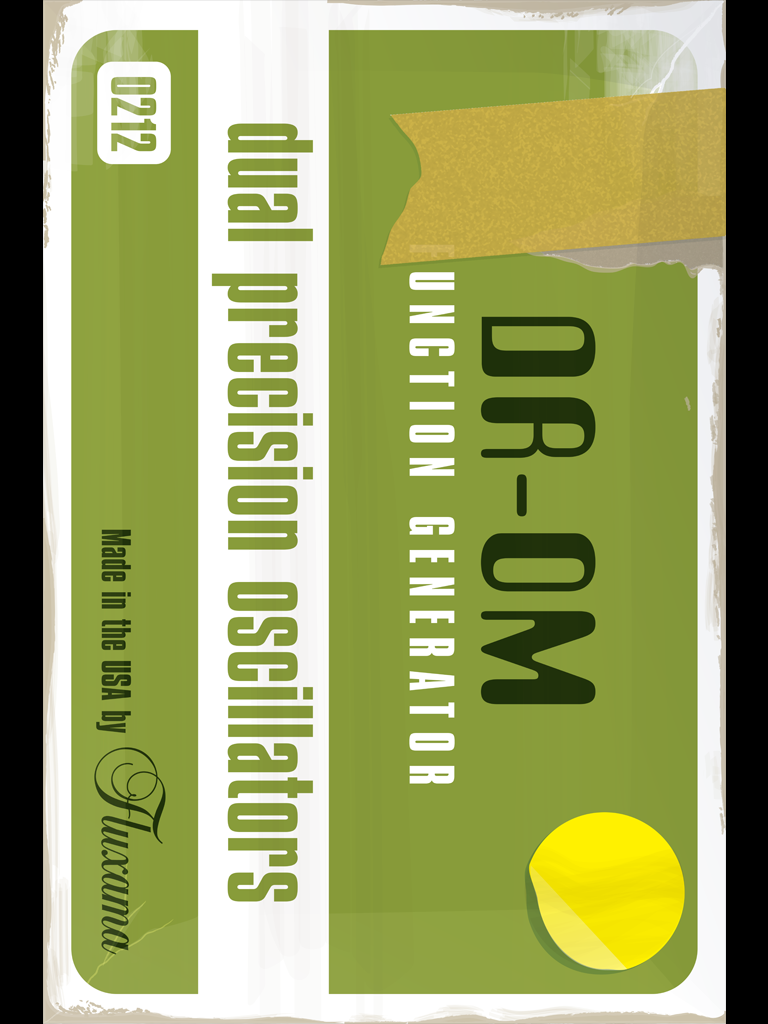 DR-OM
UNCTION GENERATOR
dual precision oscillators
0212
Made in the USA by Fluxama